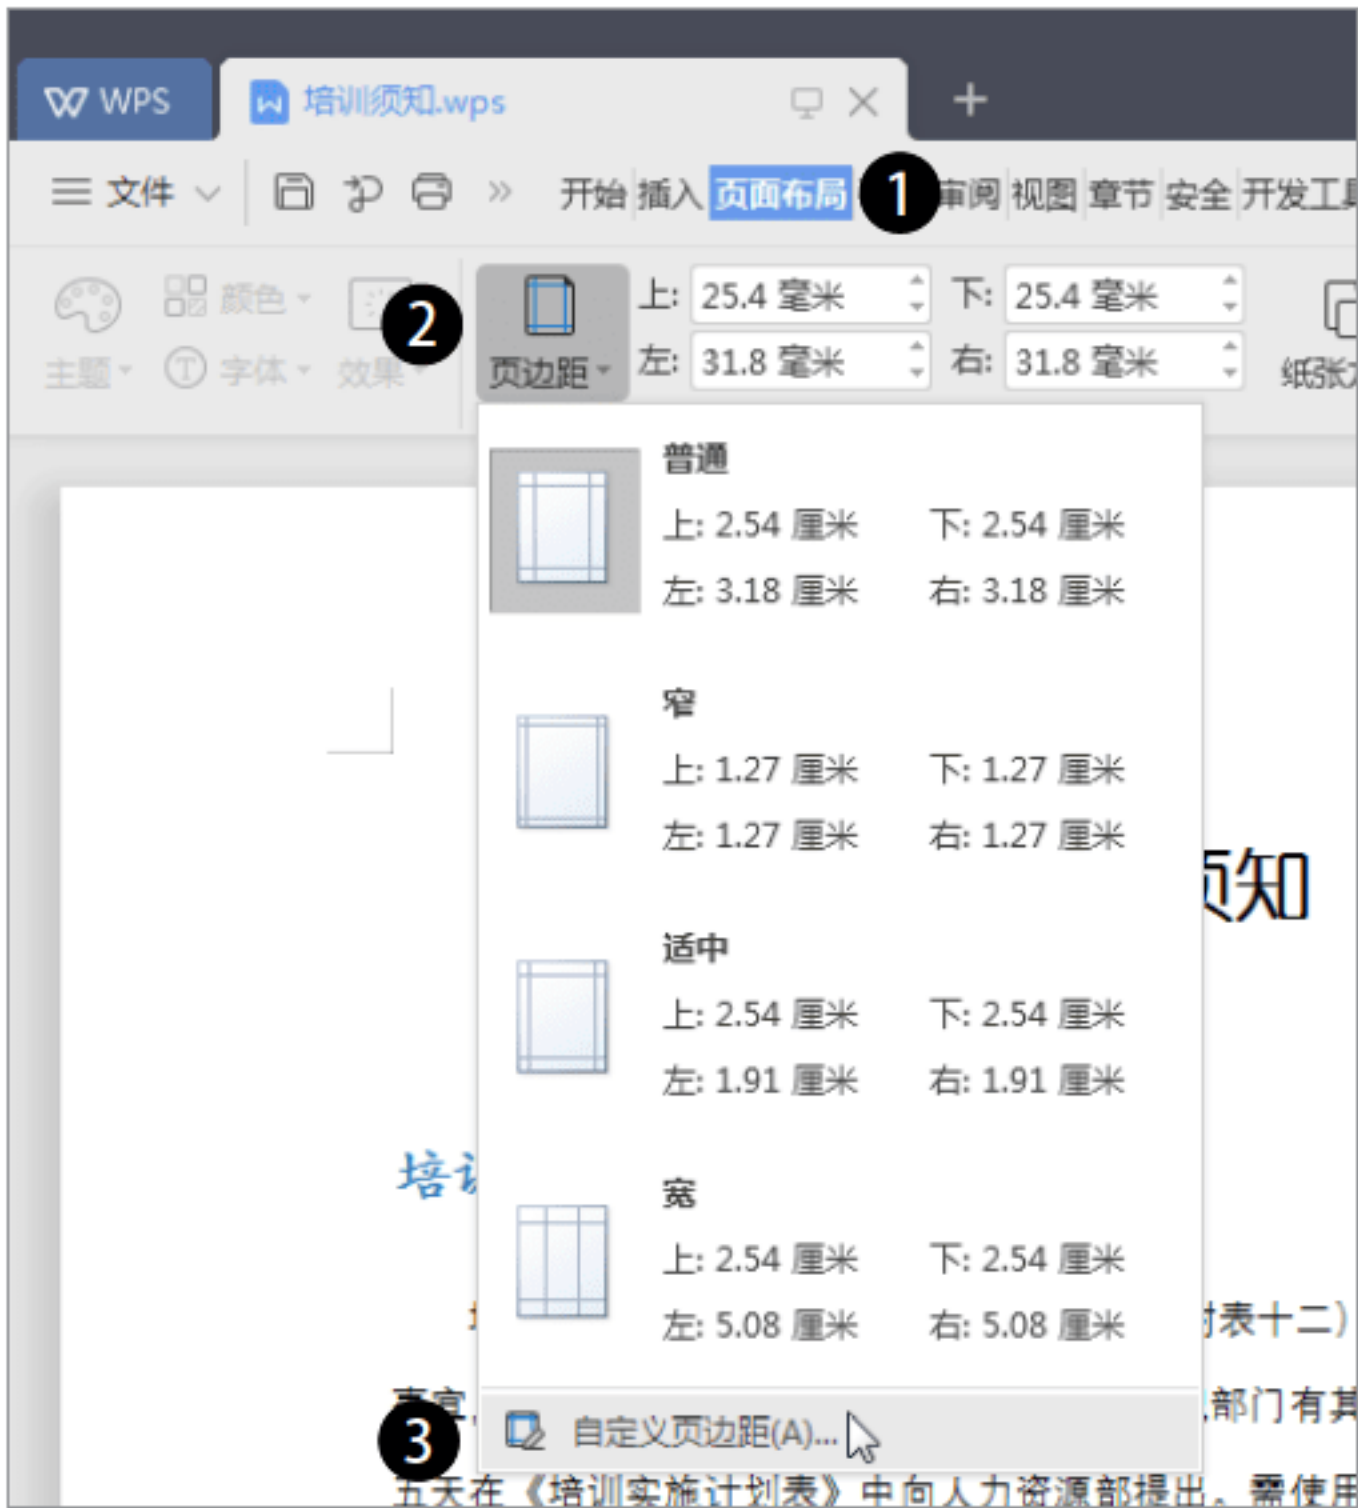 WPS 培训须知.wps
文件 开始 插入 页面布局 1 审阅 视图 章节 安全 开发工具
颜色 上: 25.4 毫米 下: 25.4 毫米
2
主题 字体 效果 页边距 左: 31.8 毫米 右: 31.8 毫米 纸张
普通
上: 2.54 厘米 下: 2.54 厘米
左: 3.18 厘米 右: 3.18 厘米
窄
上: 1.27 厘米 下: 1.27 厘米
左: 1.27 厘米 右: 1.27 厘米
须知
适中
上: 2.54 厘米 下: 2.54 厘米
左: 1.91 厘米 右: 1.91 厘米
培训
宽
上: 2.54 厘米 下: 2.54 厘米
左: 5.08 厘米 右: 5.08 厘米
附表十二）
事宜, 部门有其
3 自定义页边距(A)...
五天在《培训实施计划表》中向人力资源部提出。需使用